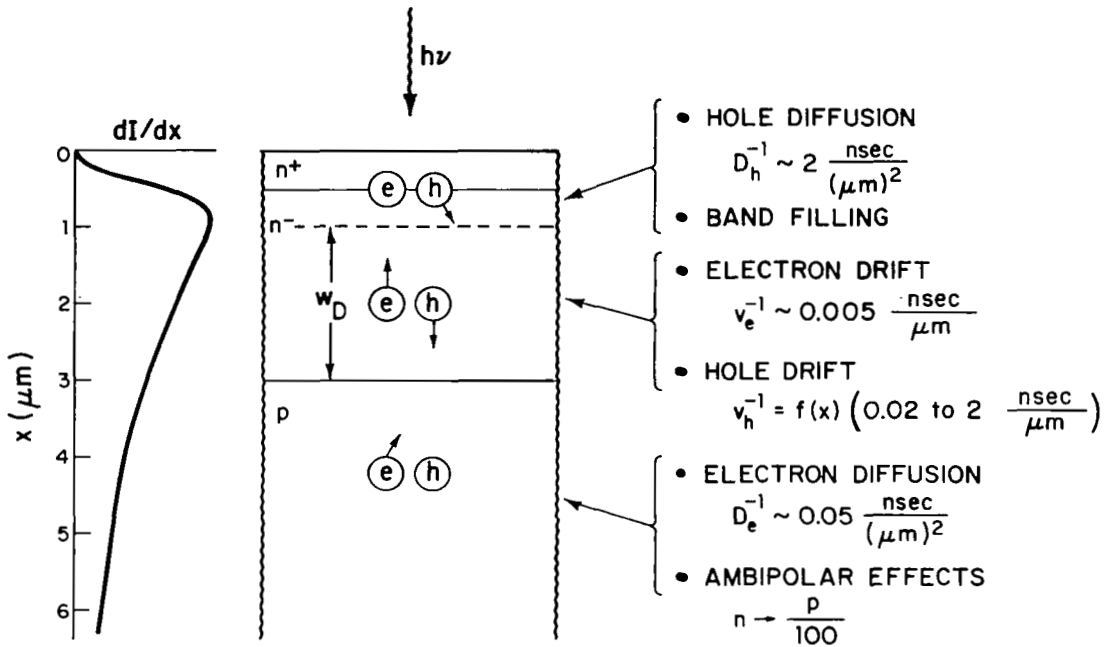 hν
dI/dx
0
1
2
3
4
5
6
x (μm)
n+
e h
n-
W_D
e h
p
e h
• HOLE DIFFUSION
D_h^-1 ~ 2 nsec/(μm)^2
• BAND FILLING
• ELECTRON DRIFT
v_e^-1 ~ 0.005 nsec/μm
• HOLE DRIFT
v_h^-1 = f(x) (0.02 to 2 nsec/μm)
• ELECTRON DIFFUSION
D_e^-1 ~ 0.05 nsec/(μm)^2
• AMBIPOLAR EFFECTS
n → p/100